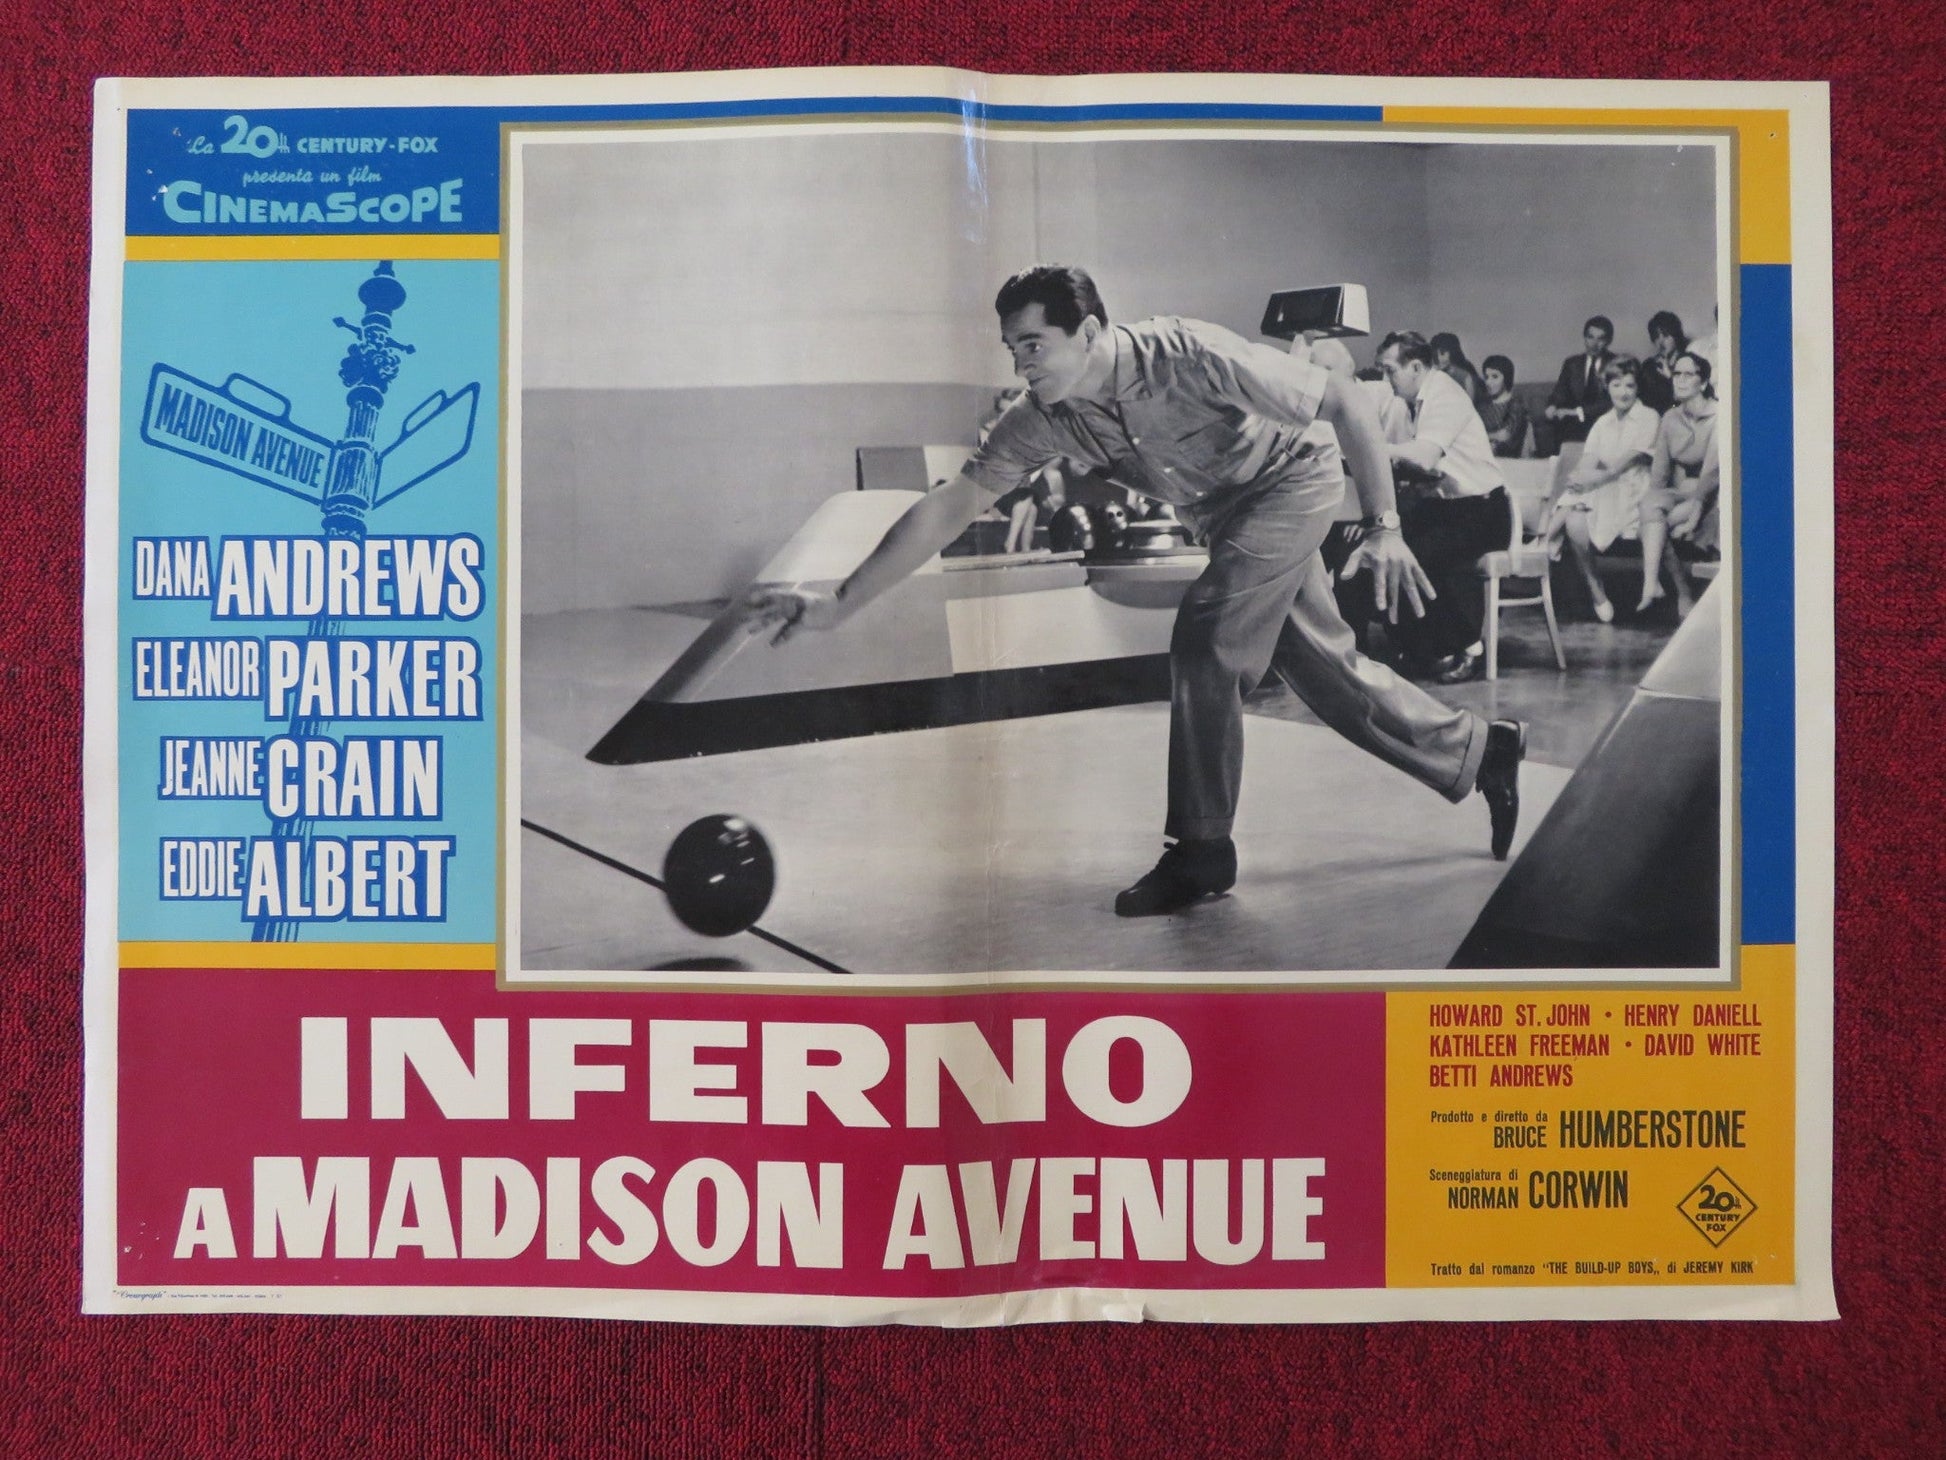 La 20th CENTURY-FOX
presenta un film
CINEMASCOPE
MADISON AVENUE
DANA ANDREWS
ELEANOR PARKER
JEANNE CRAIN
EDDIE ALBERT
INFERNO
A MADISON AVENUE
HOWARD ST. JOHN • HENRY DANIELL
KATHLEEN FREEMAN • DAVID WHITE
BETTI ANDREWS
Prodotto e diretto da
BRUCE HUMBERSTONE
Sceneggiatura di
NORMAN CORWIN
20th
CENTURY
FOX
Tratto dal romanzo "THE BUILD-UP BOYS„ di JEREMY KIRK